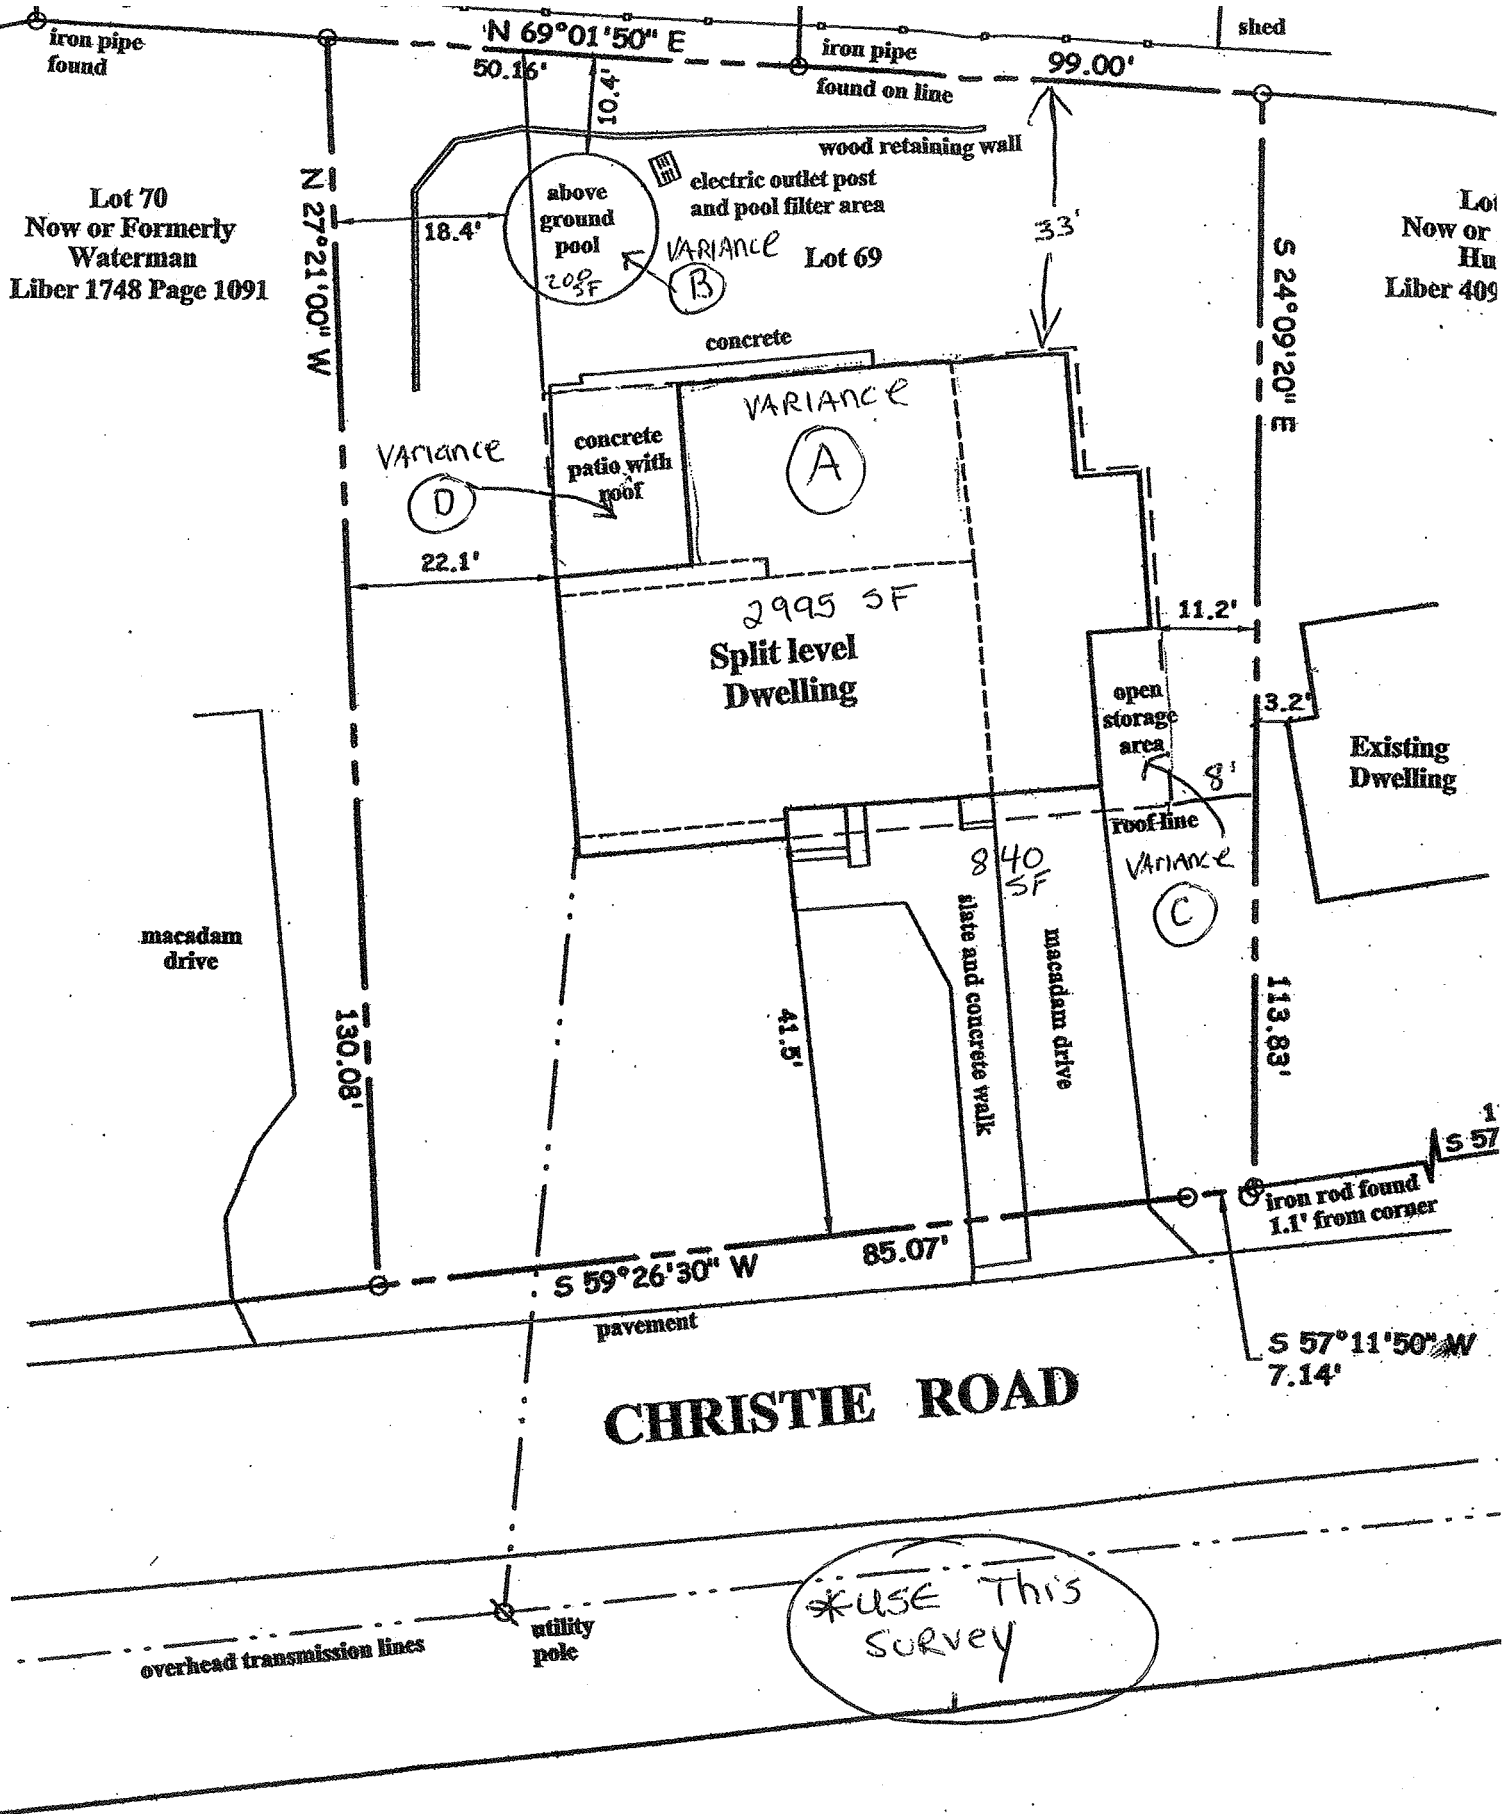 shed
N 69°01'50" E
iron pipe
found
50.16'
10.4'
iron pipe
found on line
99.00'
wood retaining wall
Lot 70
Now or Formerly
Waterman
Liber 1748 Page 1091
N 27°21'00" W
18.4'
above
ground
pool
200
SF
electric outlet post
and pool filter area
VARIANCE
B
Lot 69
33'
S 24°09'20" E
Lot
Now or
Hu
Liber 409
concrete
VARIANCE
A
VARIANCE
D
concrete
patio with
roof
22.1'
2995 SF
Split level
Dwelling
11.2'
open
storage
area
3.2'
8'
Existing
Dwelling
roof line
VARIANCE
C
840
SF
macadam
drive
130.08'
41.5'
slate and concrete walk
macadam drive
113.83'
1
S 57
iron rod found
1.1' from corner
85.07'
S 59°26'30" W
pavement
S 57°11'50" W
7.14'
CHRISTIE ROAD
*USE This
SURVEY
utility
pole
overhead transmission lines